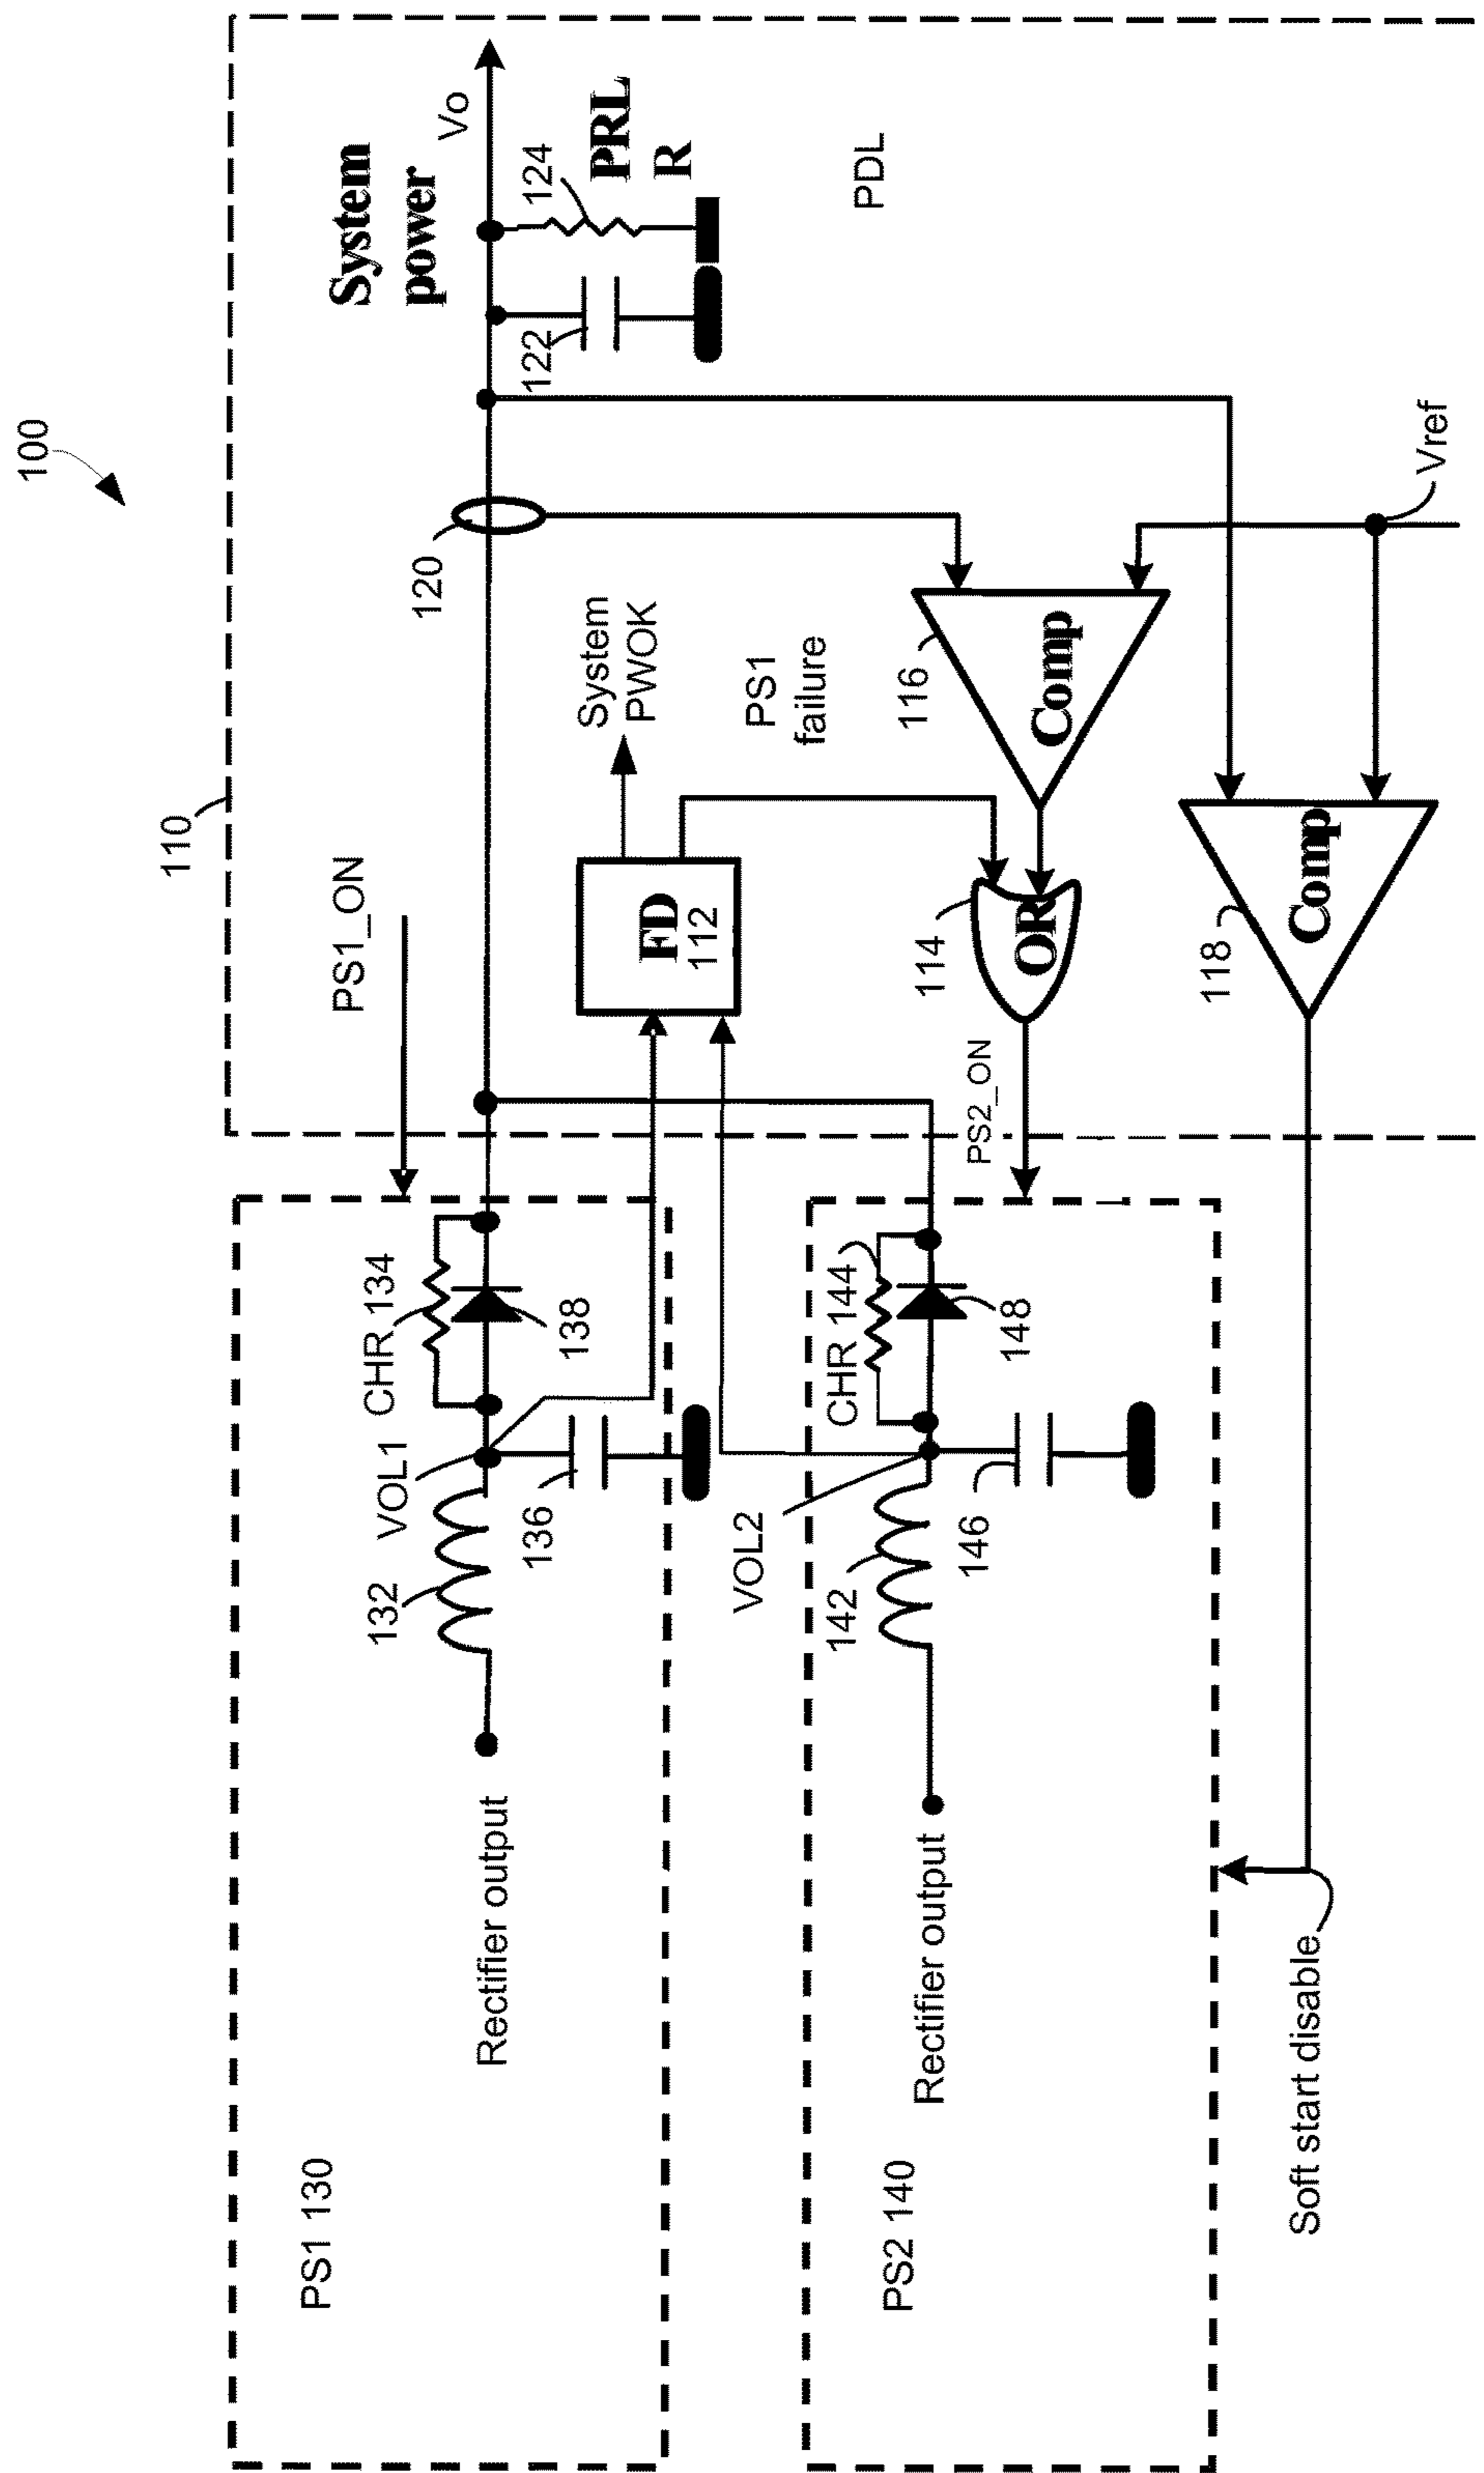 100
110
PS1_ON
System
power
Vo
120
122
124
PRL
R
PDL
System
PWOK
FD
112
PS1
failure
116
Comp
114
OR
PS2_ON
118
Comp
Vref
PS1 130
Rectifier output
132
VOL1
136
CHR 134
138
PS2 140
Rectifier output
142
VOL2
146
CHR 144
148
Soft start disable